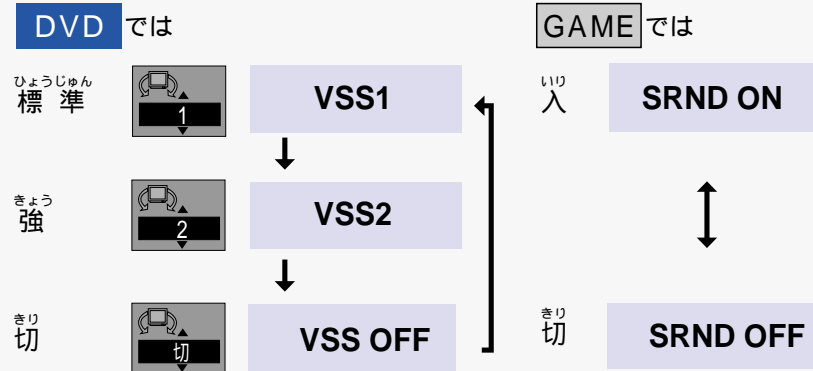 DVD では
ひょうじゅん
標準
1
VSS1
きょう
強
2
VSS2
きり
切
切
VSS OFF
GAME では
いり
入
SRND ON
きり
切
SRND OFF